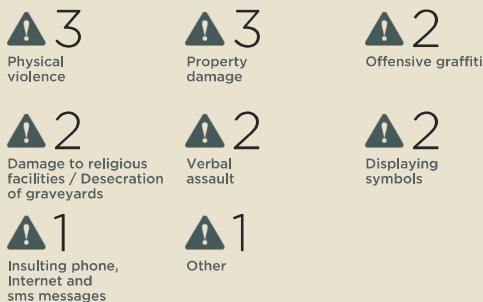 3
Physical
violence
3
Property
damage
2
Offensive graffiti
2
Damage to religious
facilities / Desecration
of graveyards
2
Verbal
assault
2
Displaying
symbols
1
Insulting phone,
Internet and
sms messages
1
Other